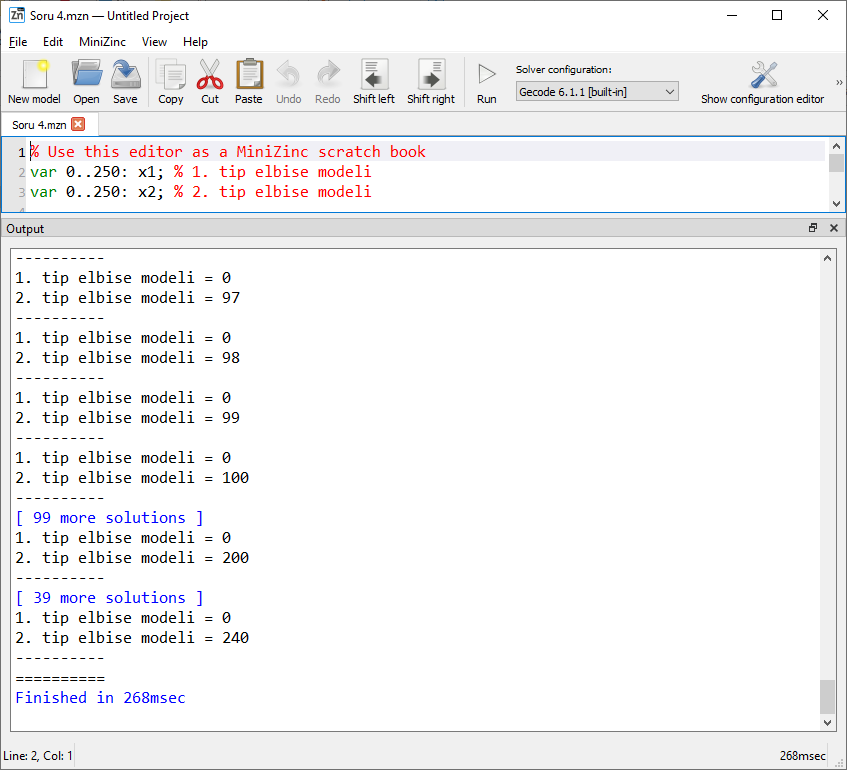 Soru 4.mzn — Untitled Project
File Edit MiniZinc View Help
New model Open Save Copy Cut Paste Undo Redo Shift left Shift right Run Solver configuration: Gecode 6.1.1 [built-in] Show configuration editor »
Soru 4.mzn
1 % Use this editor as a MiniZinc scratch book
2 var 0..250: x1; % 1. tip elbise modeli
3 var 0..250: x2; % 2. tip elbise modeli
Output
----------
1. tip elbise modeli = 0
2. tip elbise modeli = 97
----------
1. tip elbise modeli = 0
2. tip elbise modeli = 98
----------
1. tip elbise modeli = 0
2. tip elbise modeli = 99
----------
1. tip elbise modeli = 0
2. tip elbise modeli = 100
----------
[ 99 more solutions ]
1. tip elbise modeli = 0
2. tip elbise modeli = 200
----------
[ 39 more solutions ]
1. tip elbise modeli = 0
2. tip elbise modeli = 240
----------
==========
Finished in 268msec
Line: 2, Col: 1 268msec